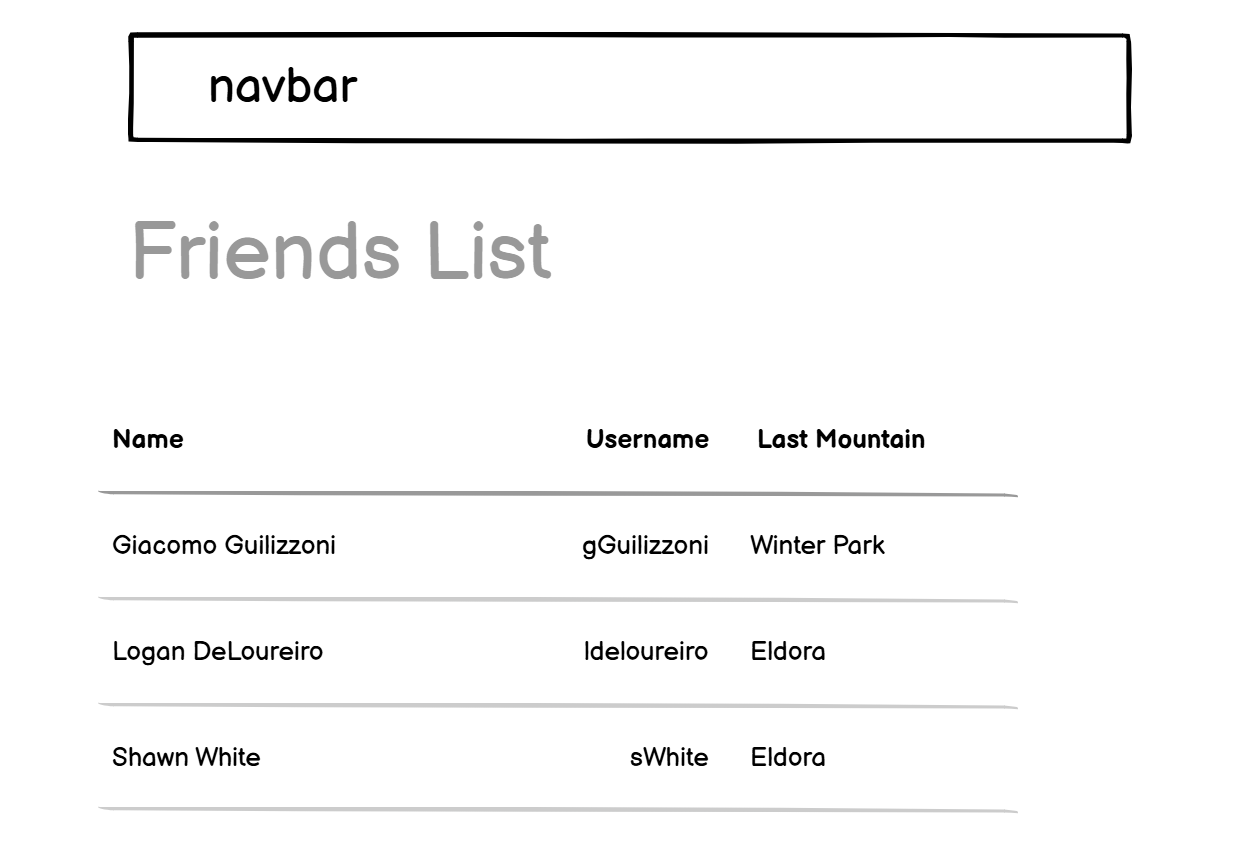 navbar
Friends List
Name Username Last Mountain
Giacomo Guilizzoni gGuilizzoni Winter Park
Logan DeLoureiro ldeloureiro Eldora
Shawn White sWhite Eldora